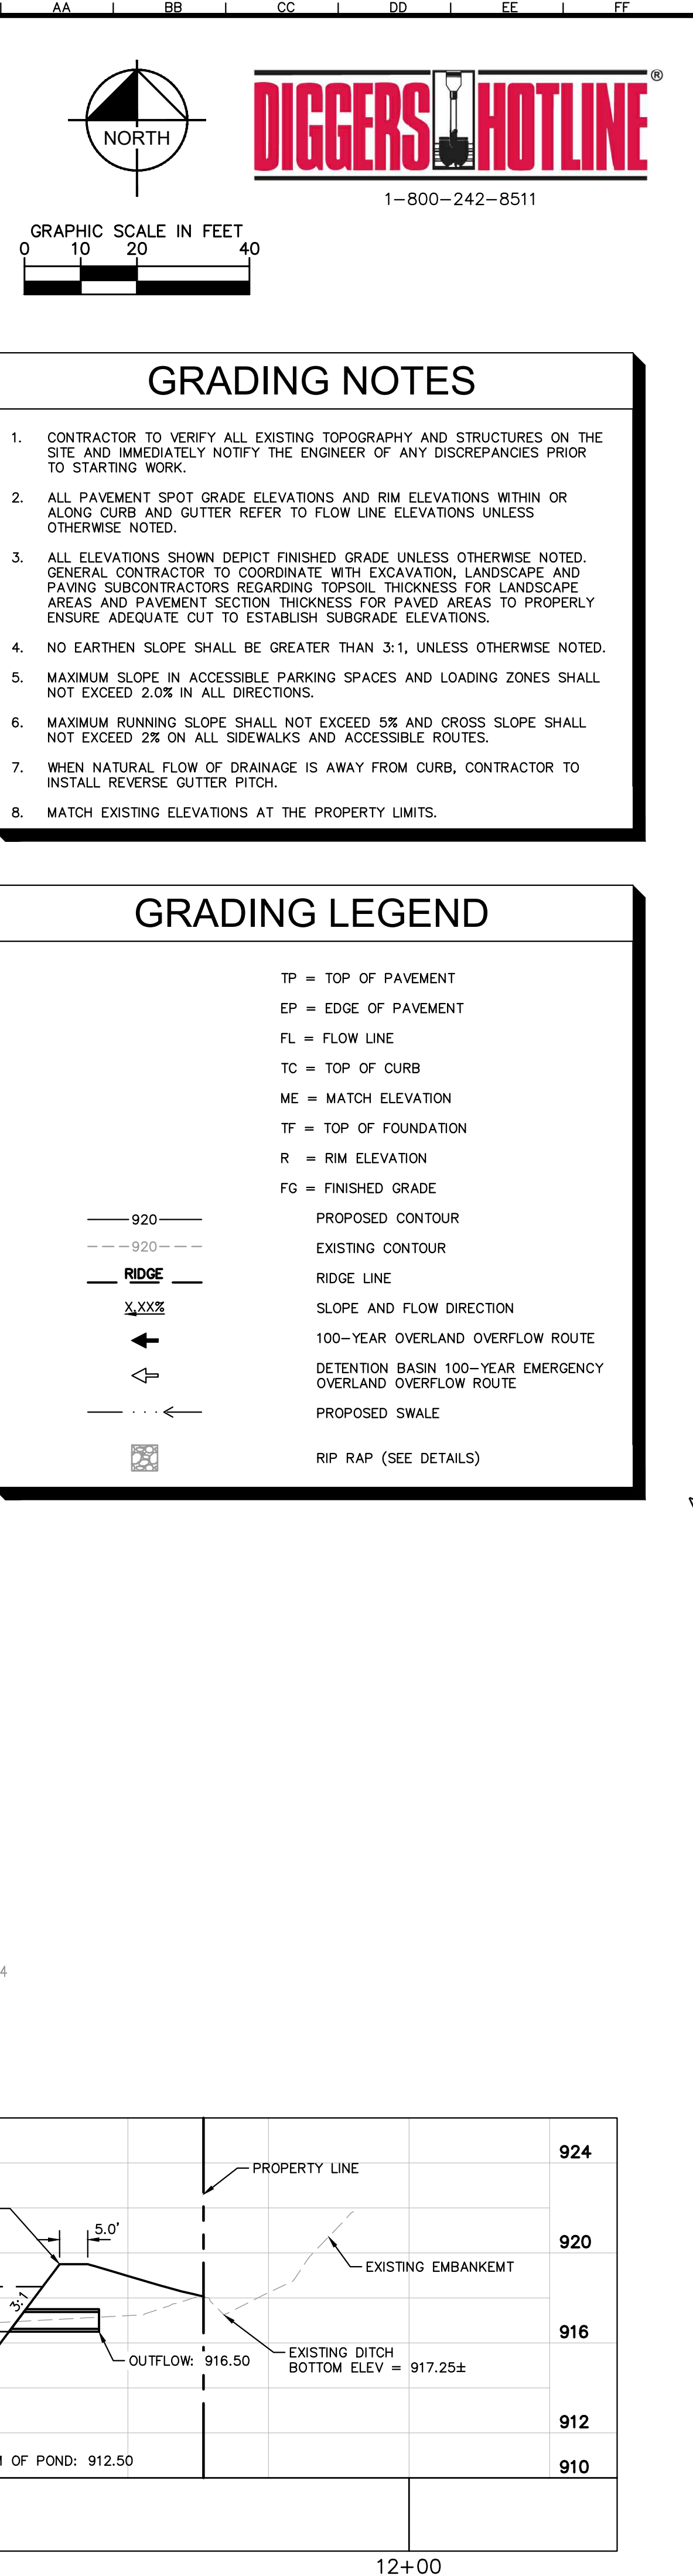 AA BB CC DD EE FF
NORTH
DIGGERS HOTLINE ®
1-800-242-8511
GRAPHIC SCALE IN FEET
0 10 20 40
GRADING NOTES
1. CONTRACTOR TO VERIFY ALL EXISTING TOPOGRAPHY AND STRUCTURES ON THE
SITE AND IMMEDIATELY NOTIFY THE ENGINEER OF ANY DISCREPANCIES PRIOR
TO STARTING WORK.
2. ALL PAVEMENT SPOT GRADE ELEVATIONS AND RIM ELEVATIONS WITHIN OR
ALONG CURB AND GUTTER REFER TO FLOW LINE ELEVATIONS UNLESS
OTHERWISE NOTED.
3. ALL ELEVATIONS SHOWN DEPICT FINISHED GRADE UNLESS OTHERWISE NOTED.
GENERAL CONTRACTOR TO COORDINATE WITH EXCAVATION, LANDSCAPE AND
PAVING SUBCONTRACTORS REGARDING TOPSOIL THICKNESS FOR LANDSCAPE
AREAS AND PAVEMENT SECTION THICKNESS FOR PAVED AREAS TO PROPERLY
ENSURE ADEQUATE CUT TO ESTABLISH SUBGRADE ELEVATIONS.
4. NO EARTHEN SLOPE SHALL BE GREATER THAN 3:1, UNLESS OTHERWISE NOTED.
5. MAXIMUM SLOPE IN ACCESSIBLE PARKING SPACES AND LOADING ZONES SHALL
NOT EXCEED 2.0% IN ALL DIRECTIONS.
6. MAXIMUM RUNNING SLOPE SHALL NOT EXCEED 5% AND CROSS SLOPE SHALL
NOT EXCEED 2% ON ALL SIDEWALKS AND ACCESSIBLE ROUTES.
7. WHEN NATURAL FLOW OF DRAINAGE IS AWAY FROM CURB, CONTRACTOR TO
INSTALL REVERSE GUTTER PITCH.
8. MATCH EXISTING ELEVATIONS AT THE PROPERTY LIMITS.
GRADING LEGEND
TP = TOP OF PAVEMENT
EP = EDGE OF PAVEMENT
FL = FLOW LINE
TC = TOP OF CURB
ME = MATCH ELEVATION
TF = TOP OF FOUNDATION
R = RIM ELEVATION
FG = FINISHED GRADE
920 PROPOSED CONTOUR
920 EXISTING CONTOUR
RIDGE RIDGE LINE
X.XX% SLOPE AND FLOW DIRECTION
100-YEAR OVERLAND OVERFLOW ROUTE
DETENTION BASIN 100-YEAR EMERGENCY
OVERLAND OVERFLOW ROUTE
PROPOSED SWALE
RIP RAP (SEE DETAILS)
4
924
PROPERTY LINE
5.0'
920
EXISTING EMBANKEMT
3:1
916
OUTFLOW: 916.50
EXISTING DITCH
BOTTOM ELEV = 917.25±
912
OF POND: 912.50
910
12+00